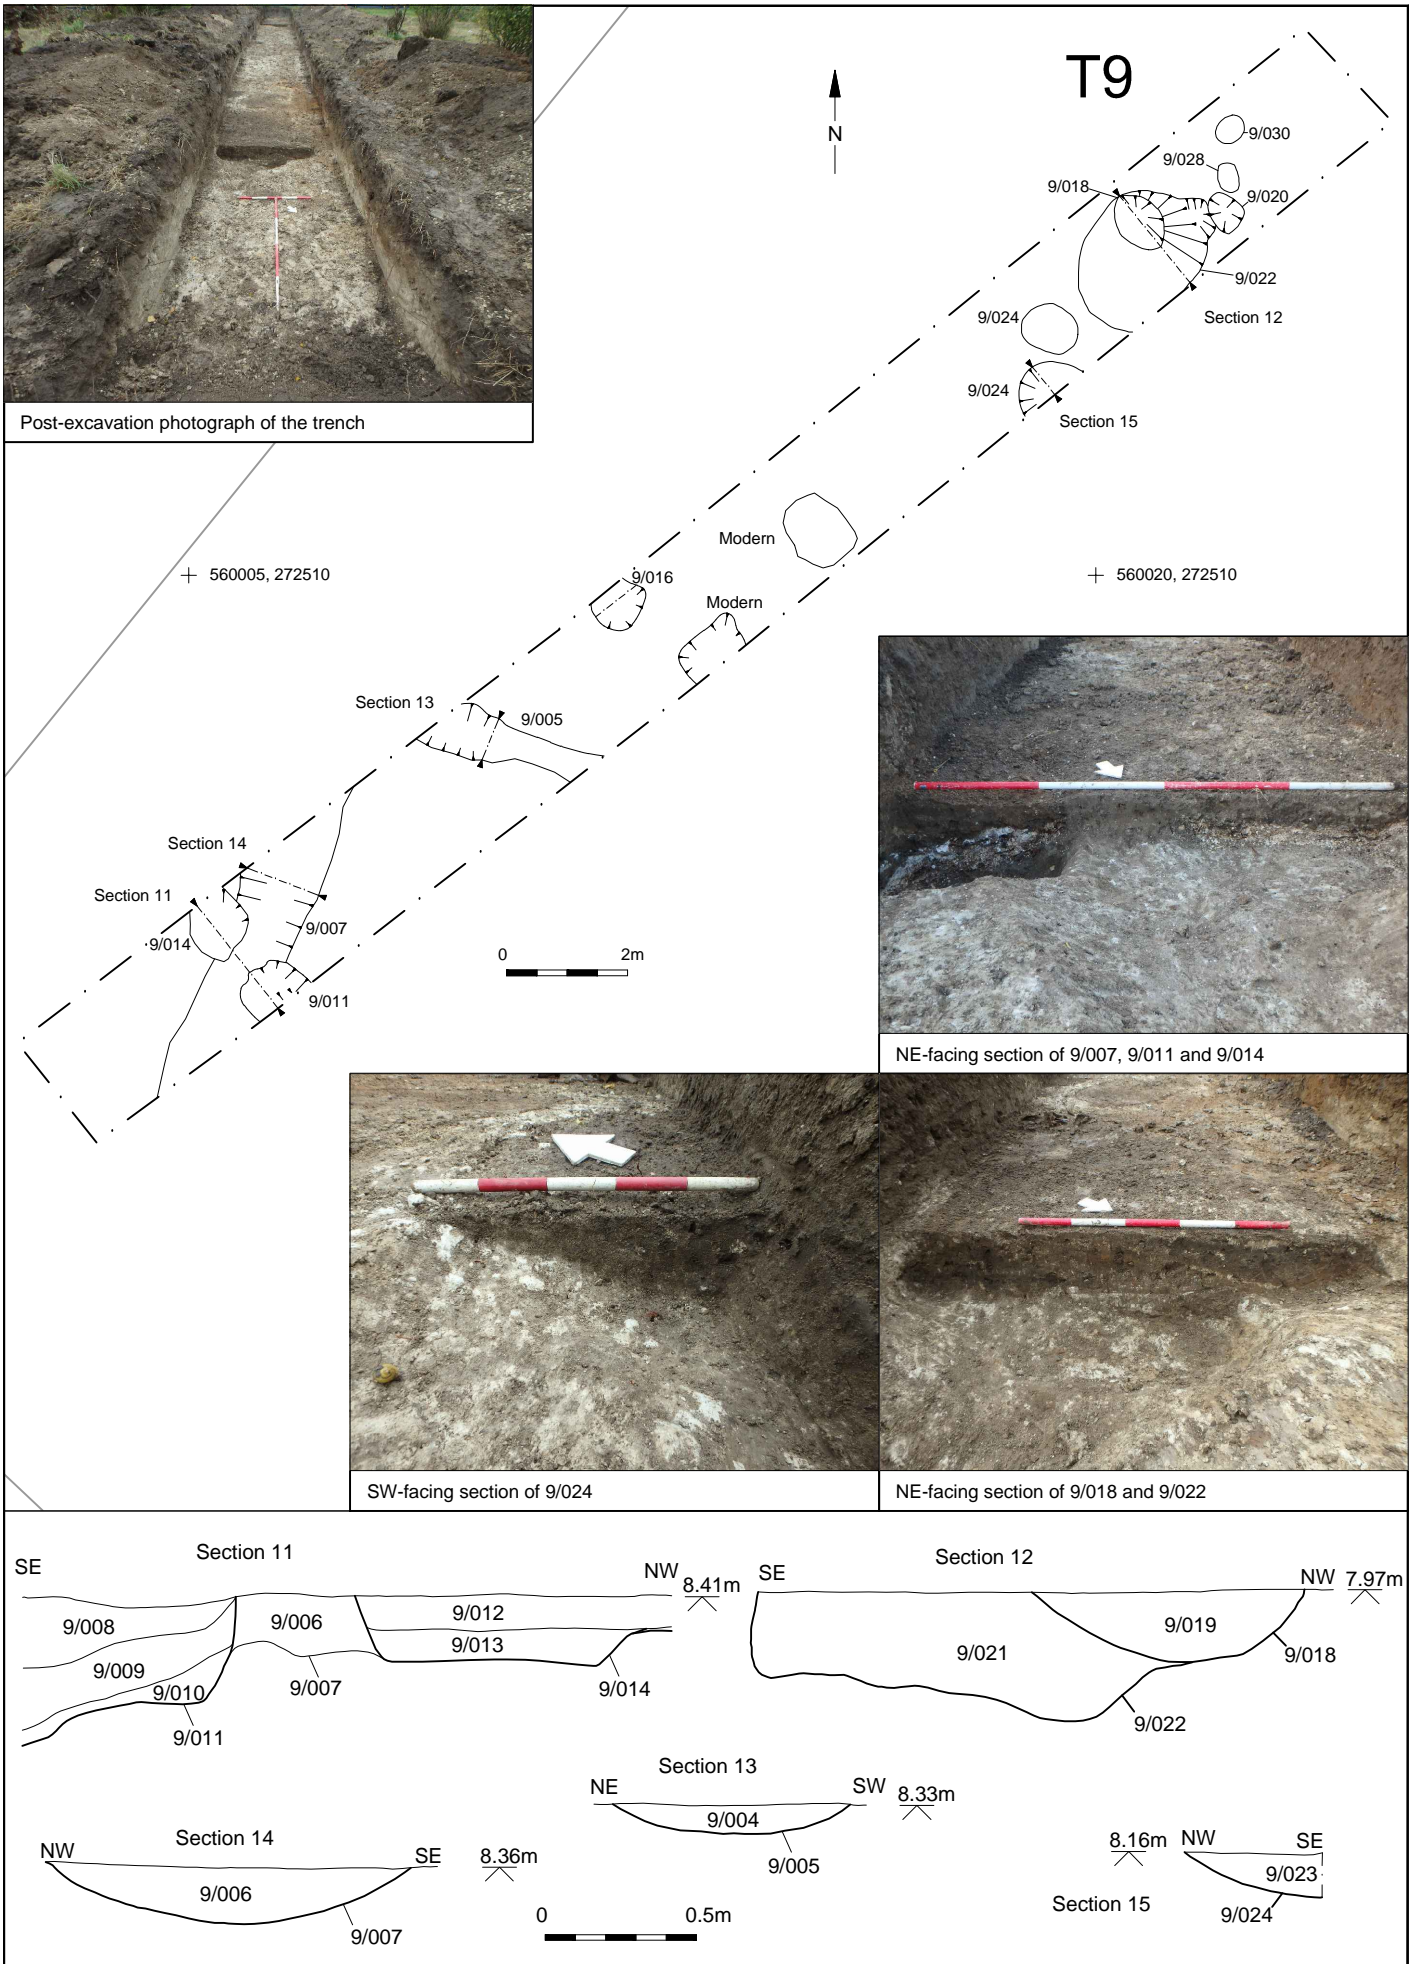 T9
N
Post-excavation photograph of the trench
9/030
9/028
9/018
9/020
9/022
Section 12
9/024
9/024
Section 15
Modern
560005, 272510
560020, 272510
9/016
Modern
Section 13
9/005
Section 14
Section 11
9/014
9/007
9/011
0 2m
NE-facing section of 9/007, 9/011 and 9/014
SW-facing section of 9/024
NE-facing section of 9/018 and 9/022
Section 11
SE NW 8.41m
9/008
9/006
9/012
9/009
9/013
9/010
9/007
9/014
9/011
Section 12
SE NW 7.97m
9/019
9/021
9/018
9/022
Section 13
NE SW 8.33m
9/004
9/005
Section 14
NW SE 8.36m
9/006
9/007
0 0.5m
8.16m NW SE
9/023
Section 15
9/024